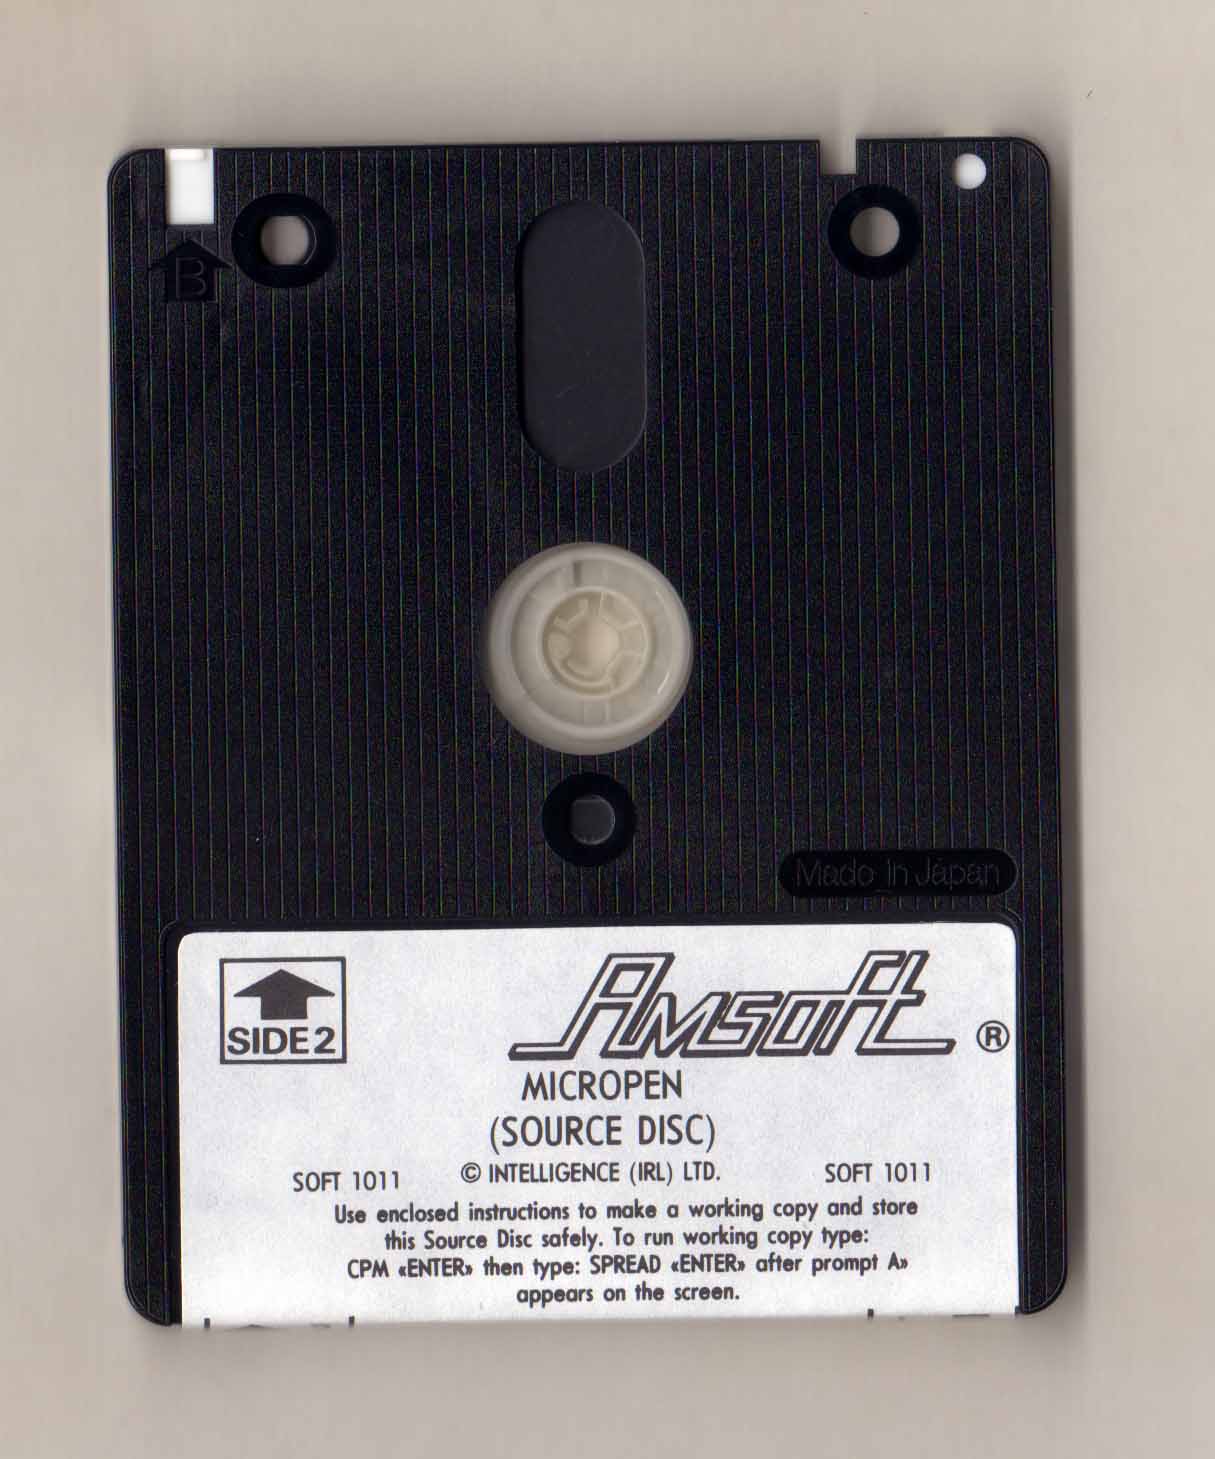 B
Made in Japan
SIDE 2
Amsoft ®
MICROPEN
(SOURCE DISC)
SOFT 1011 © INTELLIGENCE (IRL) LTD. SOFT 1011
Use enclosed instructions to make a working copy and store
this Source Disc safely. To run working copy type:
CPM «ENTER» then type: SPREAD «ENTER» after prompt A»
appears on the screen.